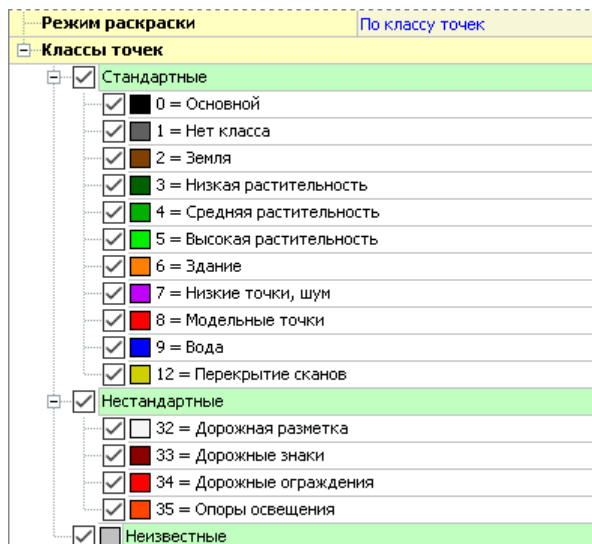 Режим раскраски По классу точек
Классы точек
Стандартные
0 = Основной
1 = Нет класса
2 = Земля
3 = Низкая растительность
4 = Средняя растительность
5 = Высокая растительность
6 = Здание
7 = Низкие точки, шум
8 = Модельные точки
9 = Вода
12 = Перекрытие сканов
Нестандартные
32 = Дорожная разметка
33 = Дорожные знаки
34 = Дорожные ограждения
35 = Опоры освещения
Неизвестные